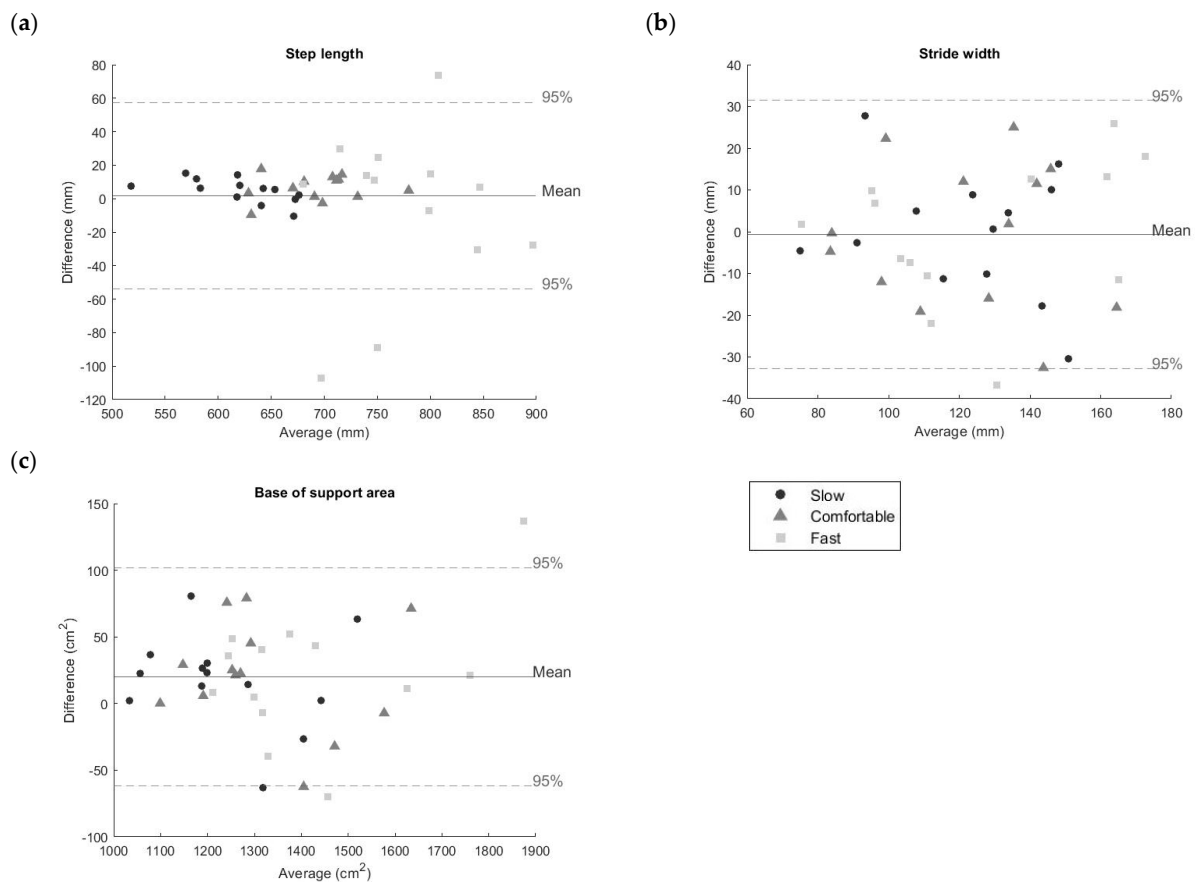 (a)
Step length
80
60
40
20
0
-20
-40
-60
-80
-100
-120
Difference (mm)
95%
Mean
95%
500 550 600 650 700 750 800 850 900
Average (mm)
(b)
Stride width
40
30
20
10
0
-10
-20
-30
-40
Difference (mm)
95%
Mean
95%
60 80 100 120 140 160 180
Average (mm)
(c)
Base of support area
150
100
50
0
-50
-100
Difference (cm²)
95%
Mean
95%
1000 1100 1200 1300 1400 1500 1600 1700 1800 1900
Average (cm²)
Slow
Comfortable
Fast